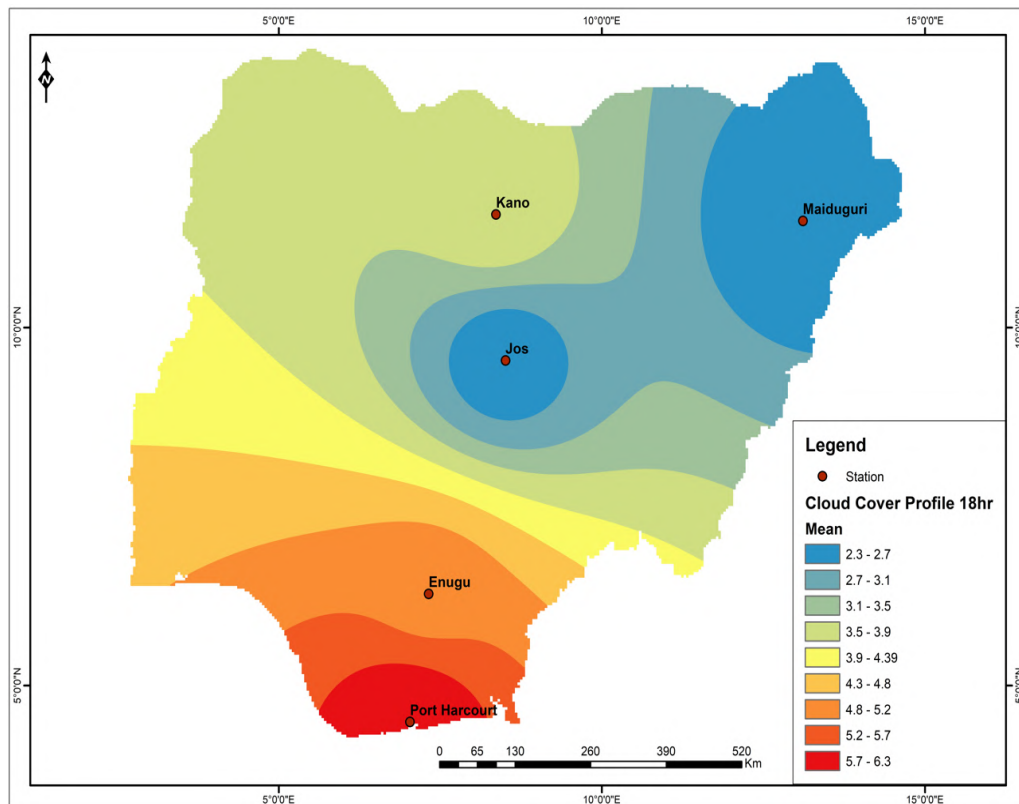 5°0'0"E
10°0'0"E
15°0'0"E
N
Kano
Maiduguri
10°0'0"N
10°0'0"N
Jos
Legend
Station
Cloud Cover Profile 18hr
Mean
2.3 - 2.7
2.7 - 3.1
3.1 - 3.5
3.5 - 3.9
3.9 - 4.39
4.3 - 4.8
4.8 - 5.2
5.2 - 5.7
5.7 - 6.3
Enugu
5°0'0"N
5°0'0"N
Port Harcourt
0 65 130 260 390 520
Km
5°0'0"E
10°0'0"E
15°0'0"E